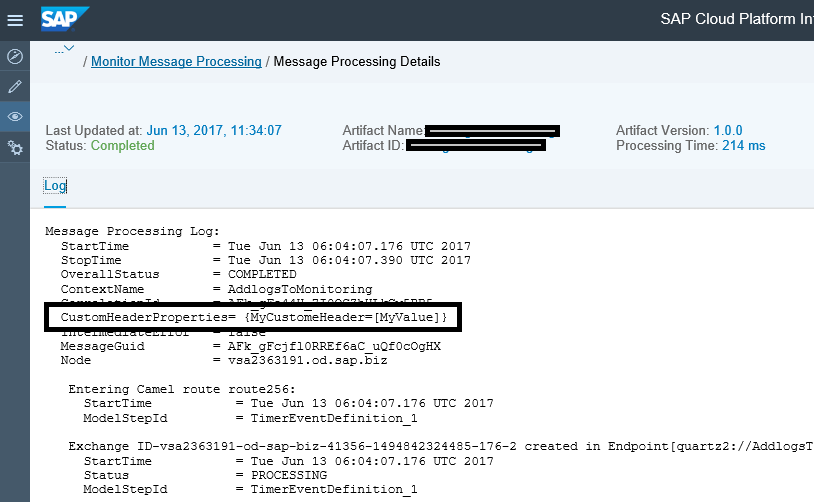 SAP
SAP Cloud Platform In
...
/ Monitor Message Processing / Message Processing Details
Last Updated at: Jun 13, 2017, 11:34:07
Status: Completed
Artifact Name:
Artifact ID:
Artifact Version: 1.0.0
Processing Time: 214 ms
Log
Message Processing Log:
StartTime = Tue Jun 13 06:04:07.176 UTC 2017
StopTime = Tue Jun 13 06:04:07.390 UTC 2017
OverallStatus = COMPLETED
ContextName = AddlogsToMonitoring
CustomHeaderProperties= {MyCustomeHeader=[MyValue]}
IntermediateError = false
MessageGuid = AFk_gFcjfl0RREf6aC_uQf0cOgHX
Node = vsa2363191.od.sap.biz
Entering Camel route route256:
StartTime = Tue Jun 13 06:04:07.176 UTC 2017
ModelStepId = TimerEventDefinition_1
Exchange ID-vsa2363191-od-sap-biz-41356-1494842324485-176-2 created in Endpoint[quartz2://AddlogsT
StartTime = Tue Jun 13 06:04:07.176 UTC 2017
Status = PROCESSING
ModelStepId = TimerEventDefinition_1